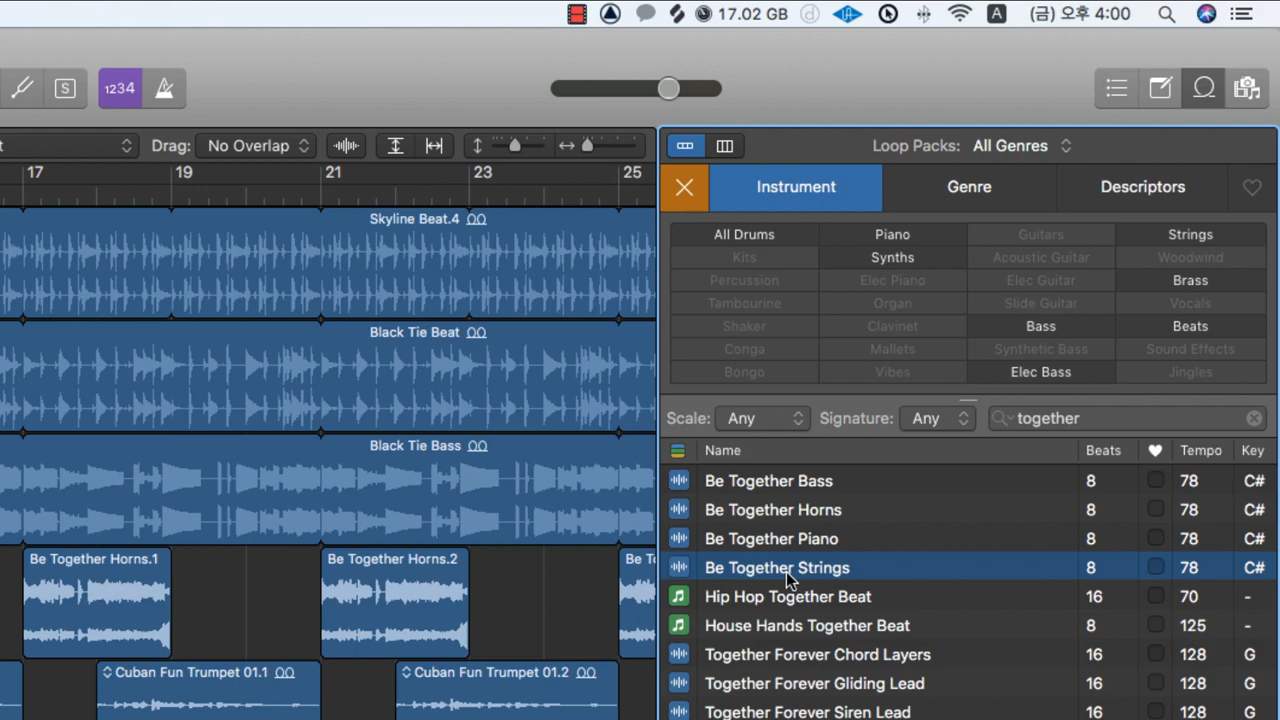 17.02 GB A (금) 오후 4:00
S 1234
t Drag: No Overlap
Loop Packs: All Genres
17 19 21 23 25
Instrument Genre Descriptors
Skyline Beat.4
All Drums Piano Guitars Strings
Kits Synths Acoustic Guitar Woodwind
Percussion Elec Piano Elec Guitar Brass
Tambourine Organ Slide Guitar Vocals
Shaker Clavinet Bass Beats
Conga Mallets Synthetic Bass Sound Effects
Bongo Vibes Elec Bass Jingles
Black Tie Beat
Scale: Any Signature: Any together
Black Tie Bass
Name Beats Tempo Key
Be Together Bass 8 78 C#
Be Together Horns 8 78 C#
Be Together Piano 8 78 C#
Be Together Strings 8 78 C#
Hip Hop Together Beat 16 70 -
House Hands Together Beat 8 125 -
Together Forever Chord Layers 16 128 G
Together Forever Gliding Lead 16 128 G
Together Forever Siren Lead 16 128 G
Be Together Horns.1 Be Together Horns.2 Be To
Cuban Fun Trumpet 01.1 Cuban Fun Trumpet 01.2